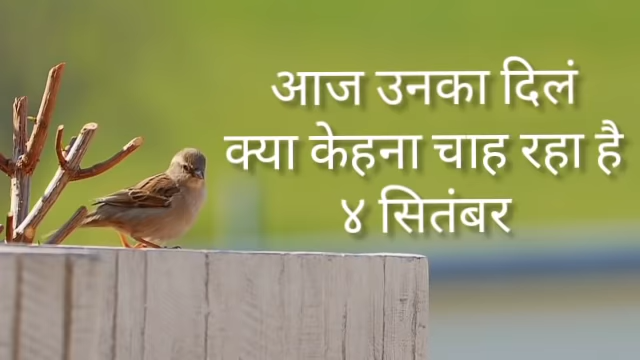 आज उनका दिलं
क्या केहना चाह रहा है
४ सितंबर